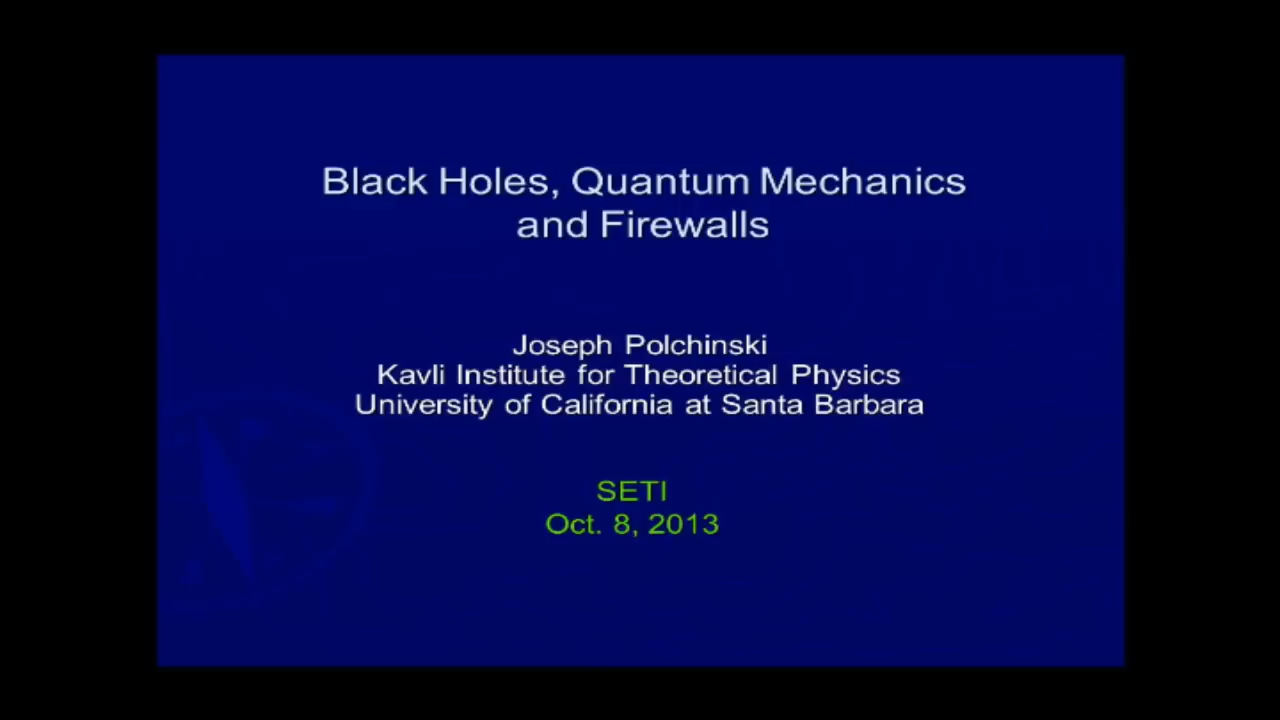 Black Holes, Quantum Mechanics
and Firewalls
Joseph Polchinski
Kavli Institute for Theoretical Physics
University of California at Santa Barbara
SETI
Oct. 8, 2013